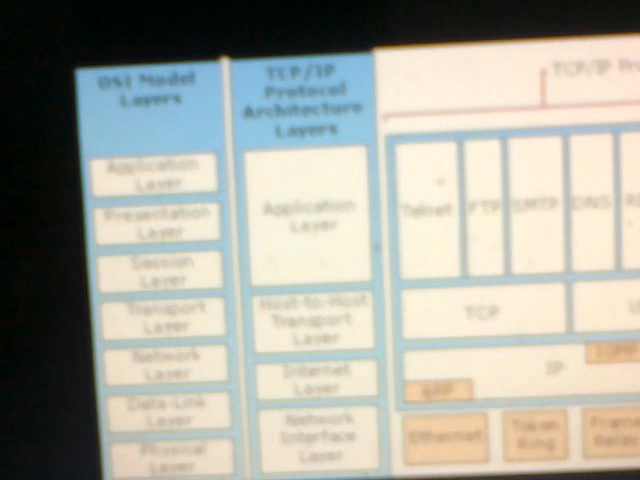 OSI Model
Layers
Application
Layer
Presentation
Layer
Session
Layer
Transport
Layer
Network
Layer
Data-Link
Layer
Physical
Layer
TCP/IP
Protocol
Architecture
Layers
Application
Layer
Host-to-Host
Transport
Layer
Internet
Layer
Network
Interface
Layer
TCP/IP
Telnet
FTP
SMTP
DNS
TCP
IP
ARP
Ethernet
Token
Ring
Frame
Relay